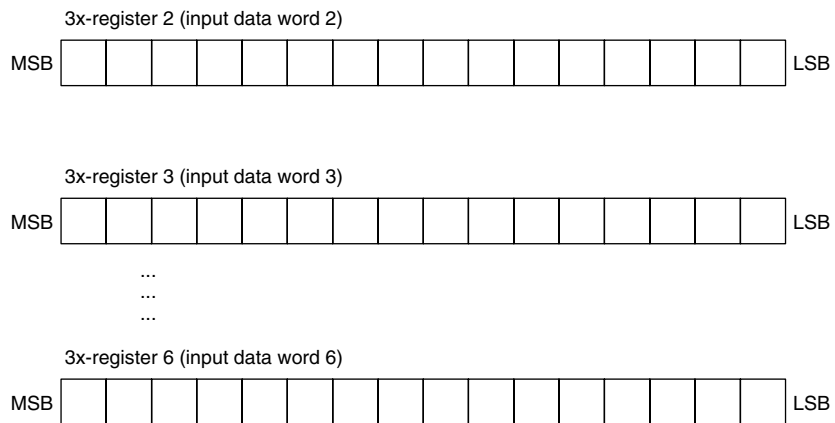 3x-register 2 (input data word 2)
MSB LSB
3x-register 3 (input data word 3)
MSB LSB
...
...
...
3x-register 6 (input data word 6)
MSB LSB